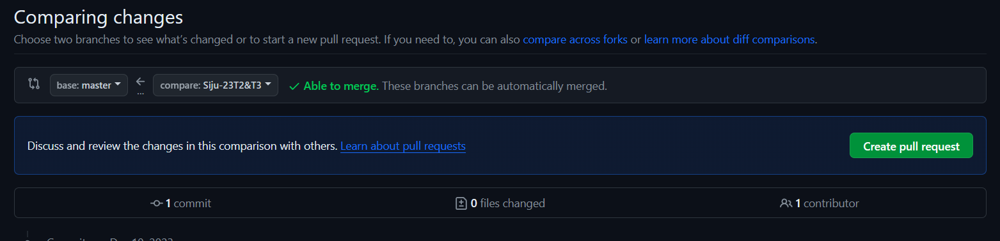 Comparing changes
Choose two branches to see what's changed or to start a new pull request. If you need to, you can also compare across forks or learn more about diff comparisons.
base: master ... compare: Siju-23T2&T3 Able to merge. These branches can be automatically merged.
Discuss and review the changes in this comparison with others. Learn about pull requests Create pull request
1 commit 0 files changed 1 contributor